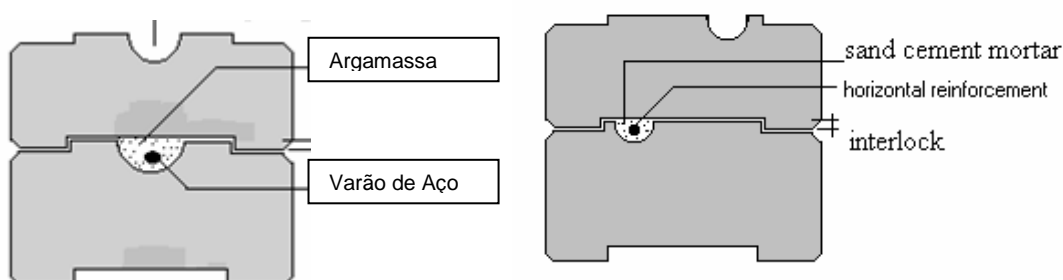 Argamassa
Varão de Aço
sand cement mortar
horizontal reinforcement
interlock